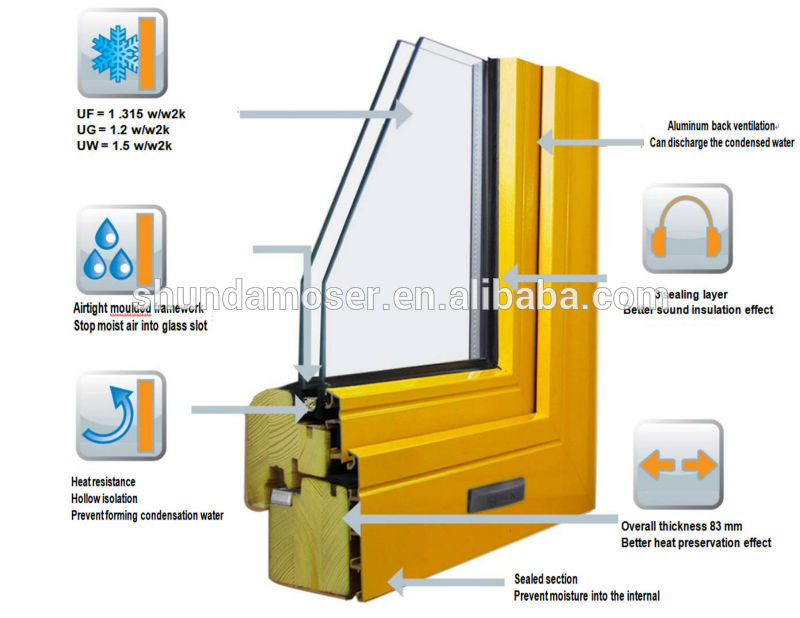 UF = 1 .315 w/w2k
UG = 1.2 w/w2k
UW = 1.5 w/w2k
Aluminum back ventilation
Can discharge the condensed water
shundamoser.en.alibaba.com
Airtight moulded framework
Stop moist air into glass slot
3 sealing layer
Better sound insulation effect
Heat resistance
Hollow isolation
Prevent forming condensation water
Overall thickness 83 mm
Better heat preservation effect
Sealed section
Prevent moisture into the internal